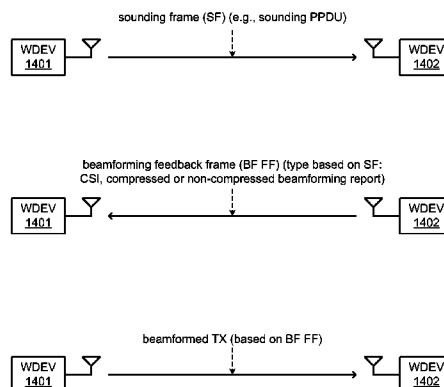 sounding frame (SF) (e.g., sounding PPDU)
WDEV
1401
WDEV
1402
beamforming feedback frame (BF FF) (type based on SF:
CSI, compressed or non-compressed beamforming report)
WDEV
1401
WDEV
1402
beamformed TX (based on BF FF)
WDEV
1401
WDEV
1402